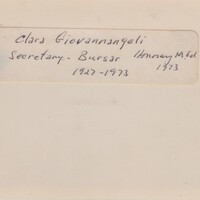 Clara Giovannangeli
Secretary - Bursar Honorary M.Ed.
1927-1973 1973